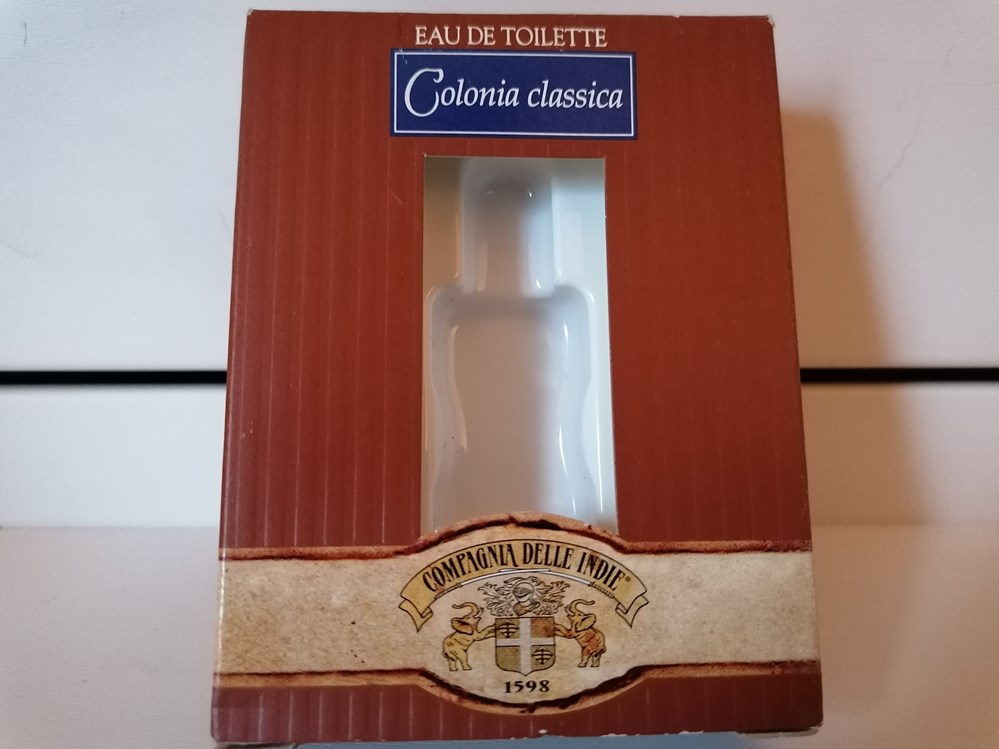 EAU DE TOILETTE
Colonia classica
COMPAGNIA DELLE INDIE®
1598